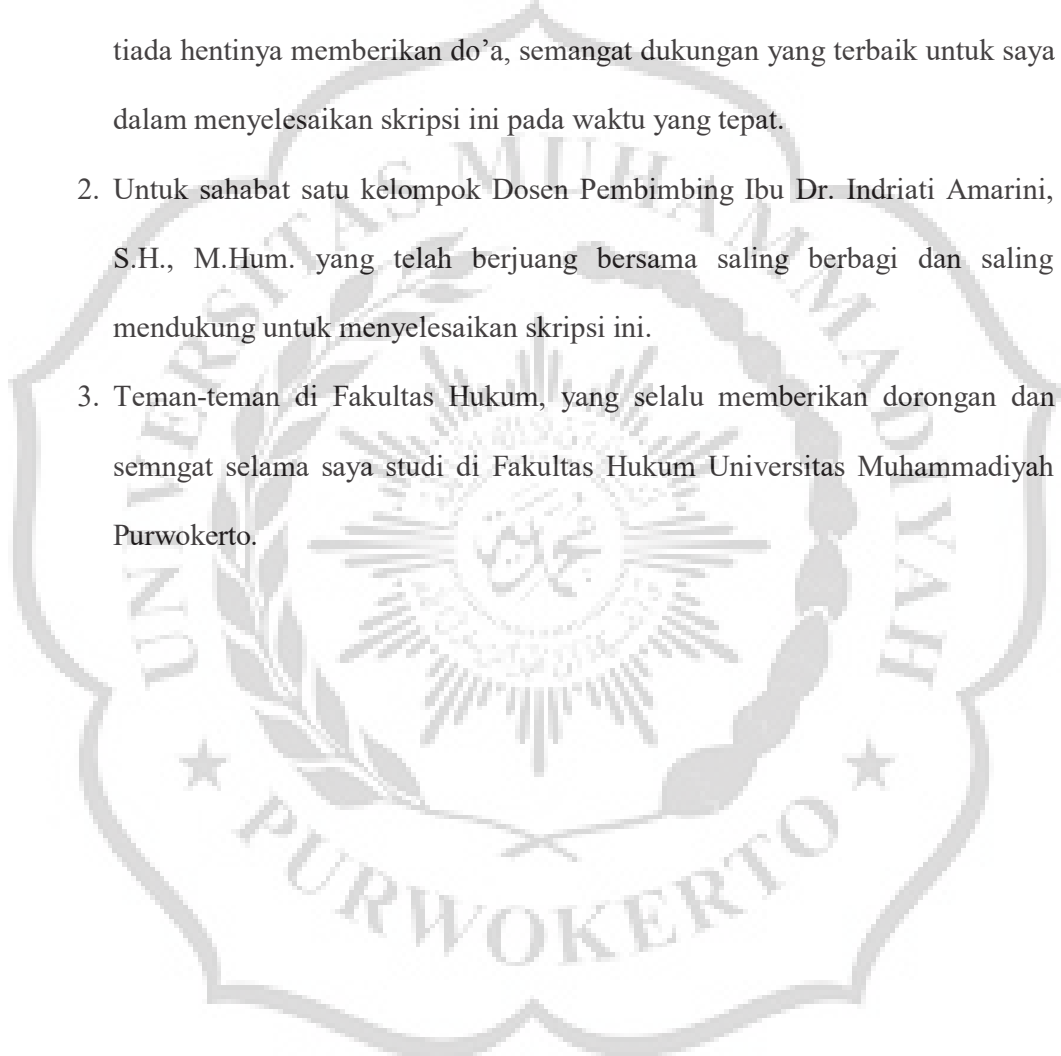 tiada hentinya memberikan do’a, semangat dukungan yang terbaik untuk saya
dalam menyelesaikan skripsi ini pada waktu yang tepat.
2. Untuk sahabat satu kelompok Dosen Pembimbing Ibu Dr. Indriati Amarini,
S.H., M.Hum. yang telah berjuang bersama saling berbagi dan saling
mendukung untuk menyelesaikan skripsi ini.
3. Teman-teman di Fakultas Hukum, yang selalu memberikan dorongan dan
semngat selama saya studi di Fakultas Hukum Universitas Muhammadiyah
Purwokerto.
UNIVERSITAS MUHAMMADIYAH
PURWOKERTO